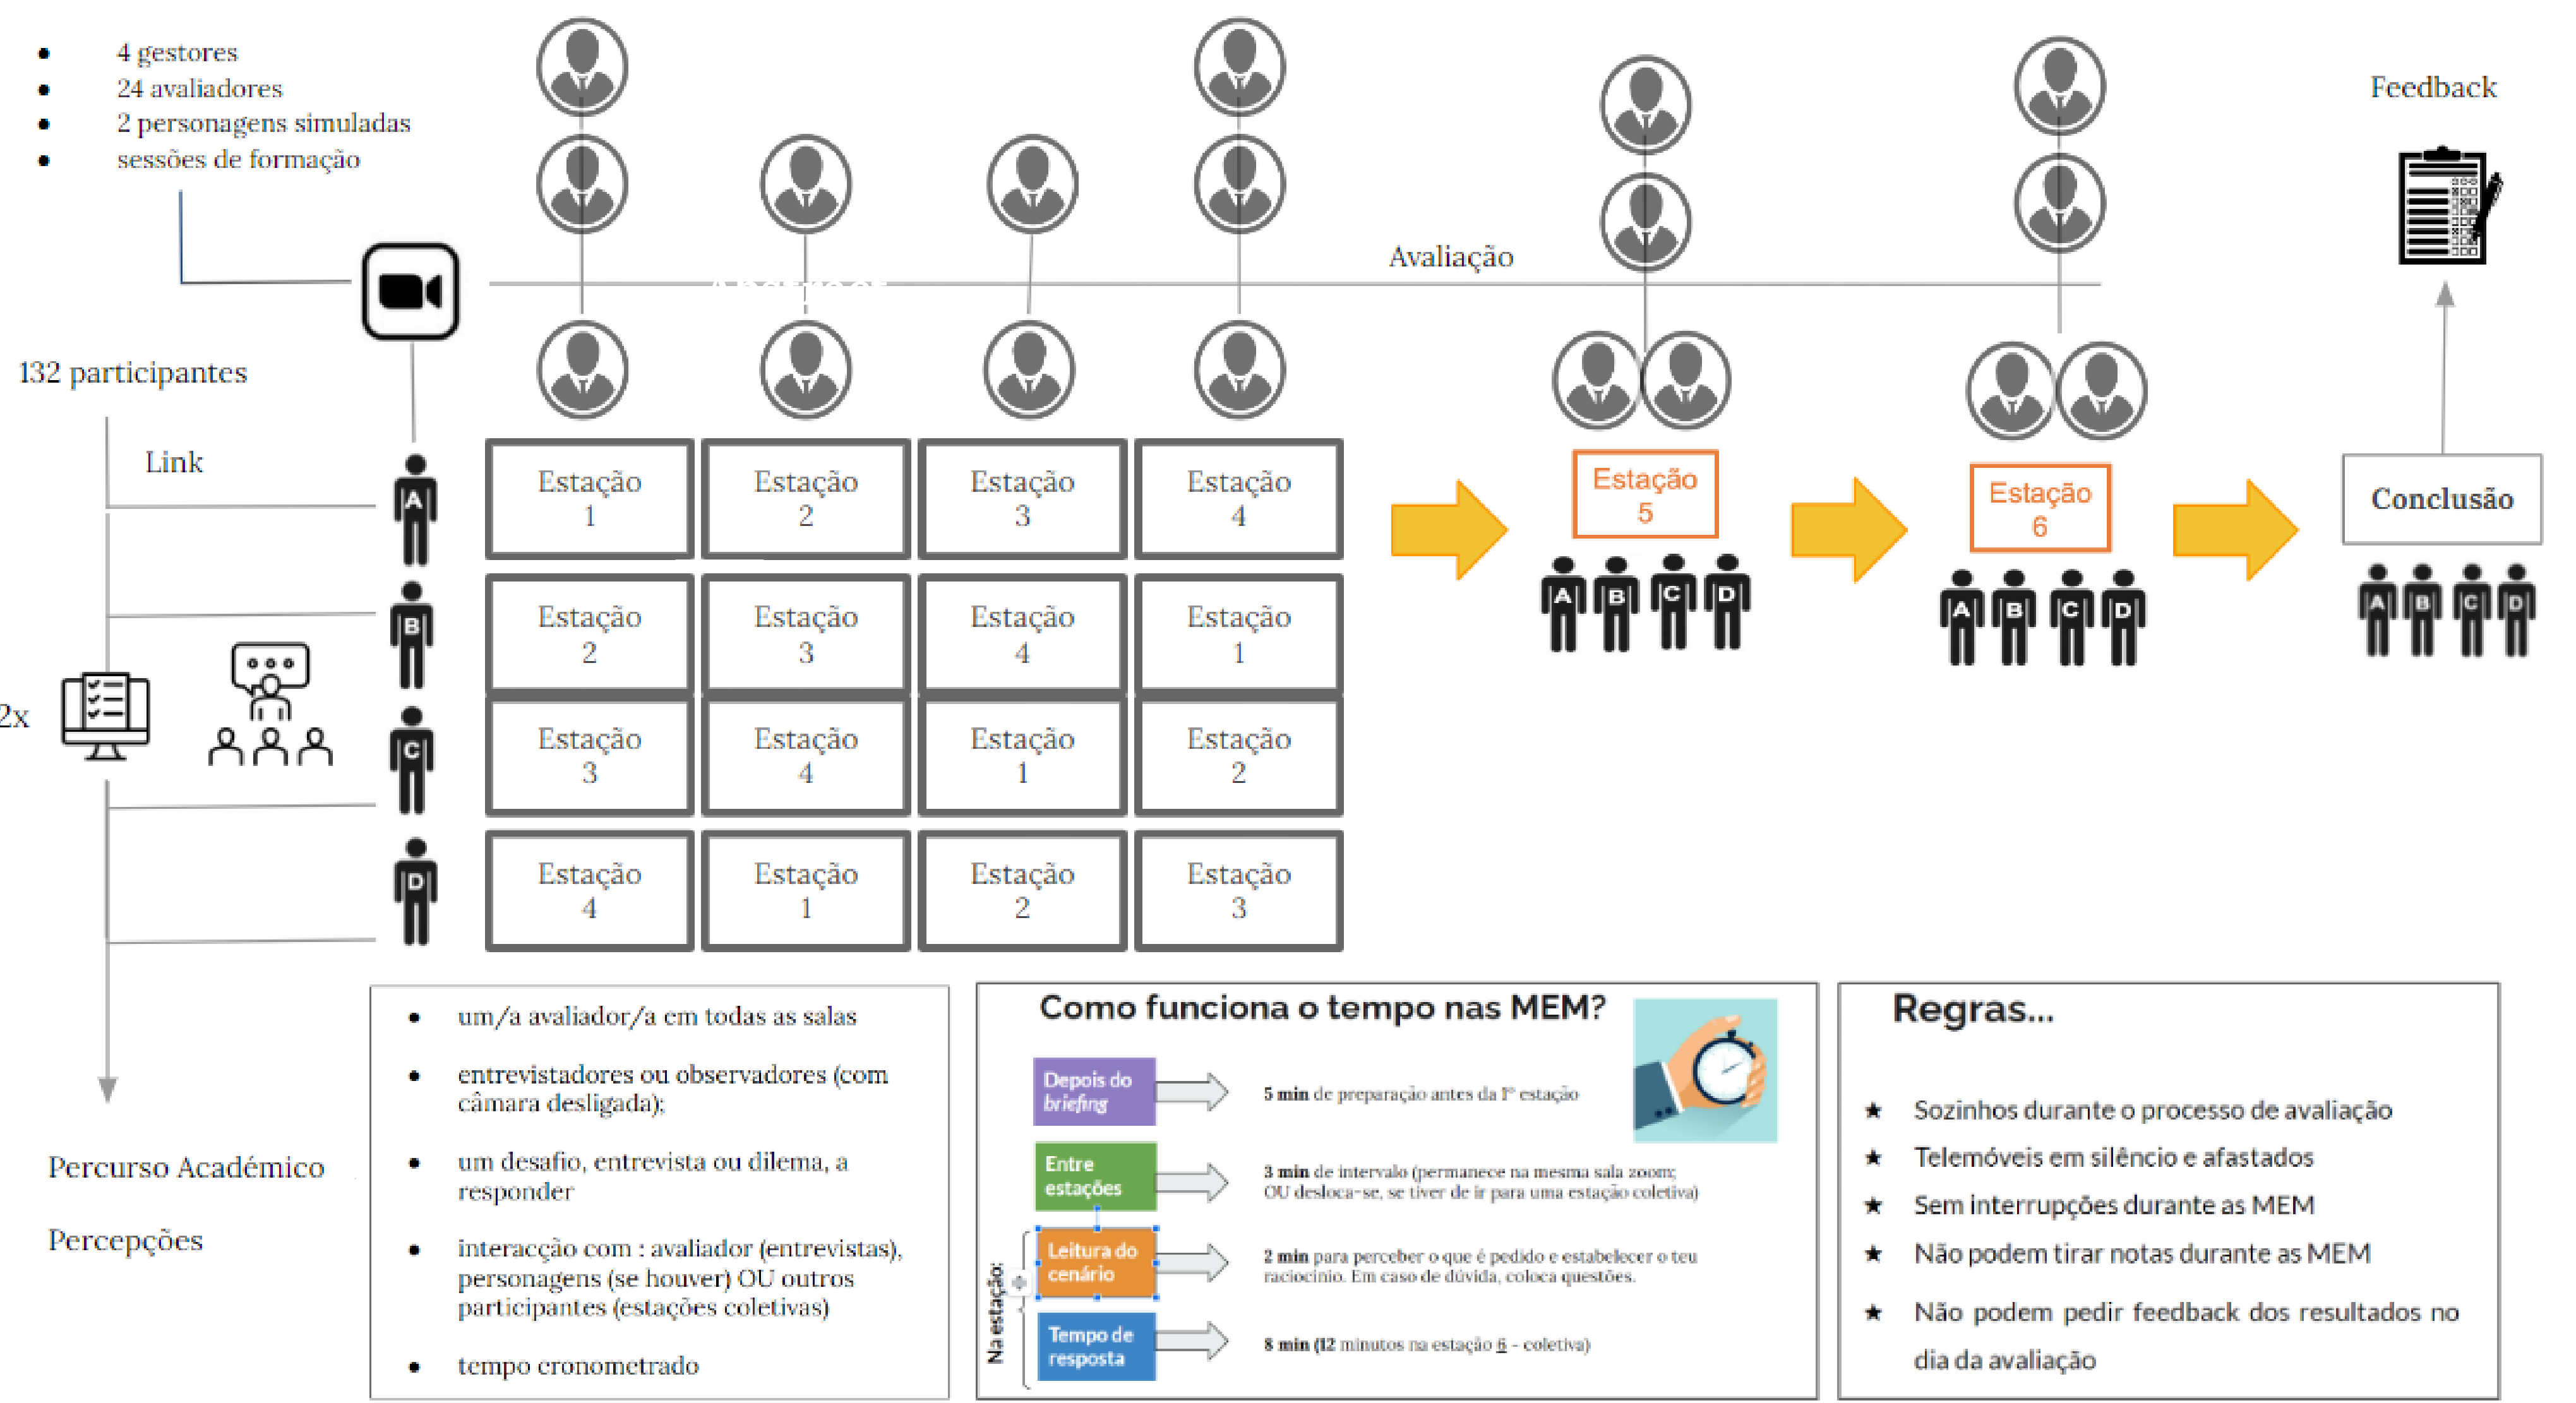 4 gestores
24 avaliadores
2 personagens simuladas
sessões de formação
Feedback
Avaliação
132 participantes
Link
A
B
C
D
2x
Estação
1
Estação
2
Estação
3
Estação
4
Estação
2
Estação
3
Estação
4
Estação
1
Estação
3
Estação
4
Estação
1
Estação
2
Estação
4
Estação
1
Estação
2
Estação
3
Estação
5
A B C D
Estação
6
A B C D
Conclusão
A B C D
Percurso Académico
Percepções
um/a avaliador/a em todas as salas
entrevistadores ou observadores (com
câmara desligada);
um desafio, entrevista ou dilema, a
responder
interacção com : avaliador (entrevistas),
personagens (se houver) OU outros
participantes (estações coletivas)
tempo cronometrado
Como funciona o tempo nas MEM?
Depois do
briefing
5 min de preparação antes da 1º estação
Entre
estações
3 min de intervalo (permanece na mesma sala zoom;
OU desloca-se, se tiver de ir para uma estação coletiva)
Na estação:
Leitura do
cenário
2 min para perceber o que é pedido e estabelecer o teu
raciocínio. Em caso de dúvida, coloca questões.
Tempo de
resposta
8 min (12 minutos na estação 6 - coletiva)
Regras...
★ Sozinhos durante o processo de avaliação
★ Telemóveis em silêncio e afastados
★ Sem interrupções durante as MEM
★ Não podem tirar notas durante as MEM
★ Não podem pedir feedback dos resultados no
dia da avaliação